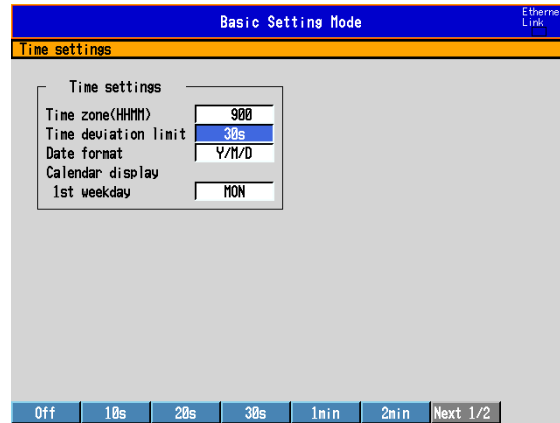 Basic Setting Mode
Etherne
Link
Time settings
Time settings
Time zone(HHMM) 900
Time deviation limit 30s
Date format Y/M/D
Calendar display
1st weekday MON
Off 10s 20s 30s 1min 2min Next 1/2